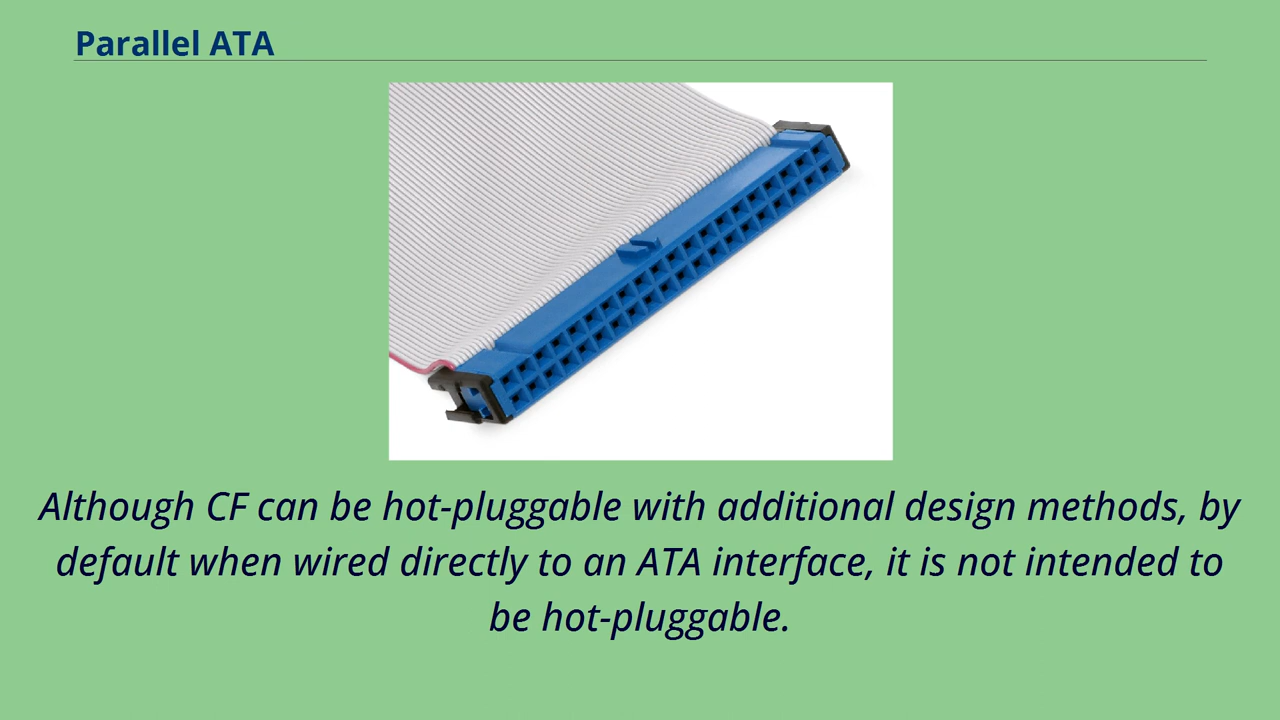 Parallel ATA
Although CF can be hot-pluggable with additional design methods, by
default when wired directly to an ATA interface, it is not intended to
be hot-pluggable.